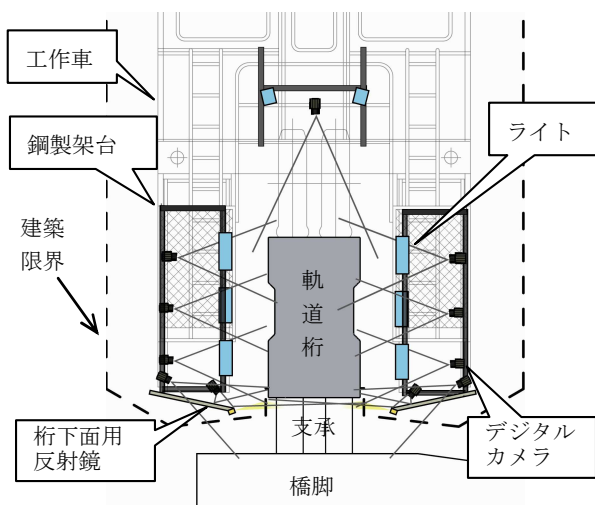 工作車
鋼製架台
建築
限界
ライト
軌
道
桁
支承
橋脚
桁下面用
反射鏡
デジタル
カメラ